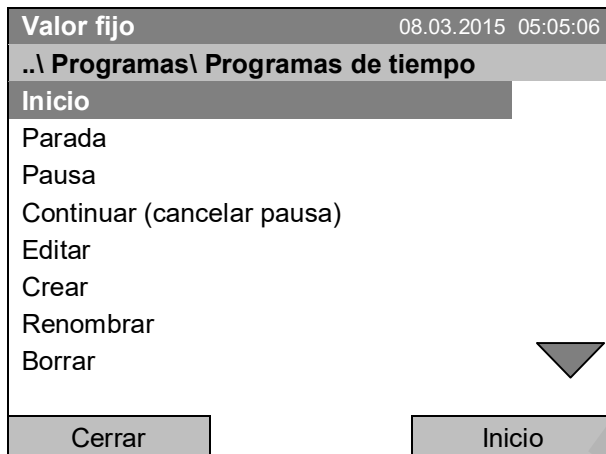 Valor fijo 08.03.2015 05:05:06
..\ Programas\ Programas de tiempo
Inicio
Parada
Pausa
Continuar (cancelar pausa)
Editar
Crear
Renombrar
Borrar
Cerrar Inicio